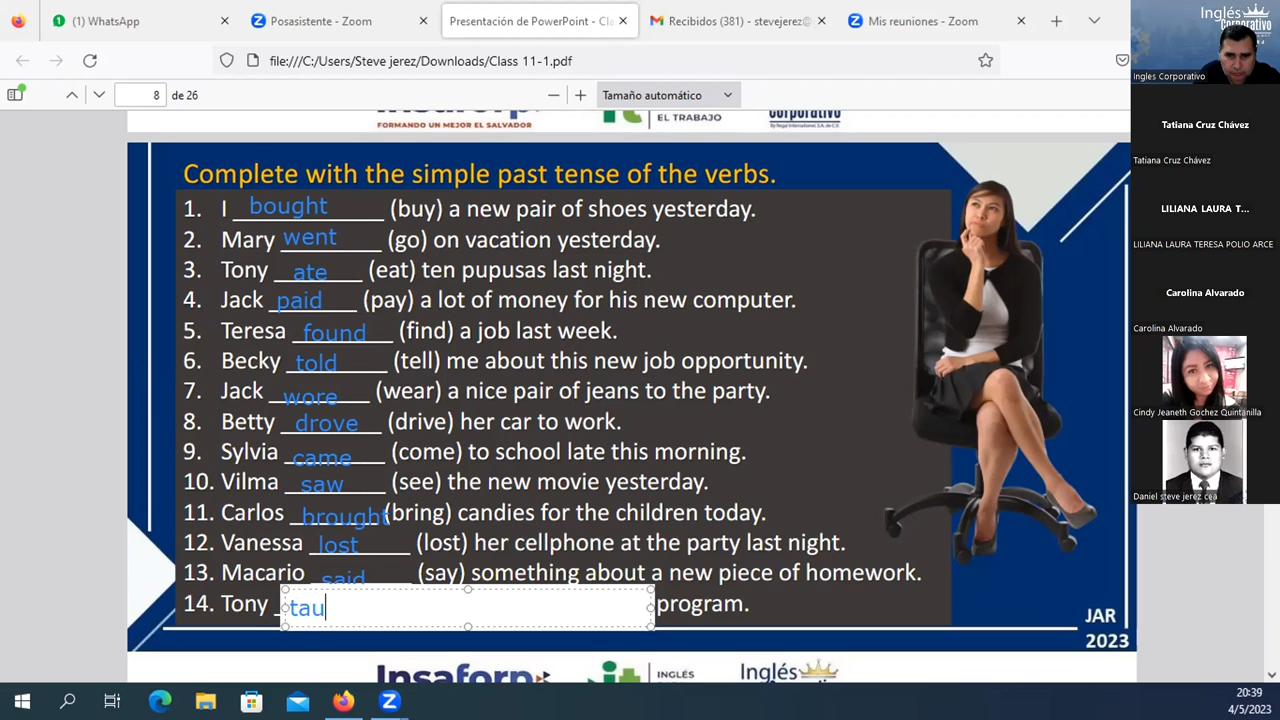 (1) WhatsApp
Posasistente - Zoom
Presentación de PowerPoint - Cla
Recibidos (381) - stevejerez@
Mis reuniones - Zoom
file:///C:/Users/Steve jerez/Downloads/Class 11-1.pdf
8 de 26
Tamaño automático
FORMANDO UN MEJOR EL SALVADOR
EL TRABAJO
Corporativo
Complete with the simple past tense of the verbs.
1. I bought (buy) a new pair of shoes yesterday.
2. Mary went (go) on vacation yesterday.
3. Tony ate (eat) ten pupusas last night.
4. Jack paid (pay) a lot of money for his new computer.
5. Teresa found (find) a job last week.
6. Becky told (tell) me about this new job opportunity.
7. Jack wore (wear) a nice pair of jeans to the party.
8. Betty drove (drive) her car to work.
9. Sylvia came (come) to school late this morning.
10. Vilma saw (see) the new movie yesterday.
11. Carlos brought (bring) candies for the children today.
12. Vanessa lost (lost) her cellphone at the party last night.
13. Macario said (say) something about a new piece of homework.
14. Tony tau program.
JAR
2023
Insaforp
INGLÉS
Inglés
Inglés
Corporativo
Ingles Corporativo
Tatiana Cruz Chávez
Tatiana Cruz Chávez
LILIANA LAURA T...
LILIANA LAURA TERESA POLIO ARCE
Carolina Alvarado
Carolina Alvarado
Cindy Jeaneth Gochez Quintanilla
Daniel steve jerez cea
20:39
4/5/2023